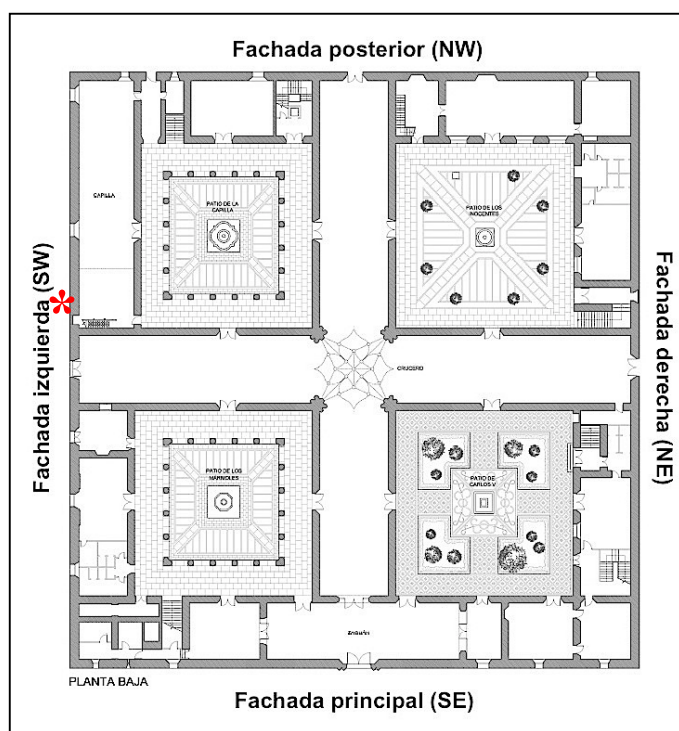 Fachada posterior (NW)
CAPILLA
PATIO DE LA
CAPILLA
PATIO DE LOS
INOCENTES
Fachada izquierda (SW)
Fachada derecha (NE)
CRUCERO
PATIO DE LOS
MÁRMOLES
PATIO DE
CARLOS V
ZAGUÁN
PLANTA BAJA
Fachada principal (SE)